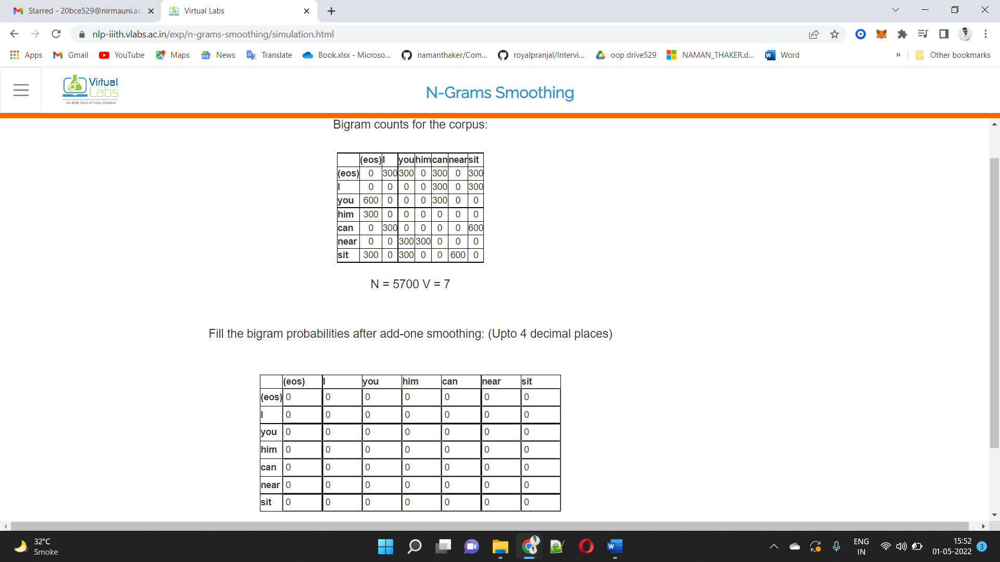 Starred - 20bce529@nirmauni.ac
Virtual Labs
nlp-iiith.vlabs.ac.in/exp/n-grams-smoothing/simulation.html
Apps Gmail YouTube Maps News Translate Book.xlsx - Microso... namanthaker/Com... royalpranjal/Intervi... oop drive529 NAMAN_THAKER.d... Word » Other bookmarks
Virtual
Labs
An MoE Govt of India Initiative
N-Grams Smoothing
Bigram counts for the corpus:
(eos) I you him can near sit
(eos) 0 300 300 0 300 0 300
I 0 0 0 0 300 0 300
you 600 0 0 0 300 0 0
him 300 0 0 0 0 0 0
can 0 300 0 0 0 0 600
near 0 0 300 300 0 0 0
sit 300 0 300 0 0 600 0
N = 5700 V = 7
Fill the bigram probabilities after add-one smoothing: (Upto 4 decimal places)
(eos) I you him can near sit
(eos) 0 0 0 0 0 0 0
I 0 0 0 0 0 0 0
you 0 0 0 0 0 0 0
him 0 0 0 0 0 0 0
can 0 0 0 0 0 0 0
near 0 0 0 0 0 0 0
sit 0 0 0 0 0 0 0
32°C
Smoke
ENG
IN
15:52
01-05-2022
3